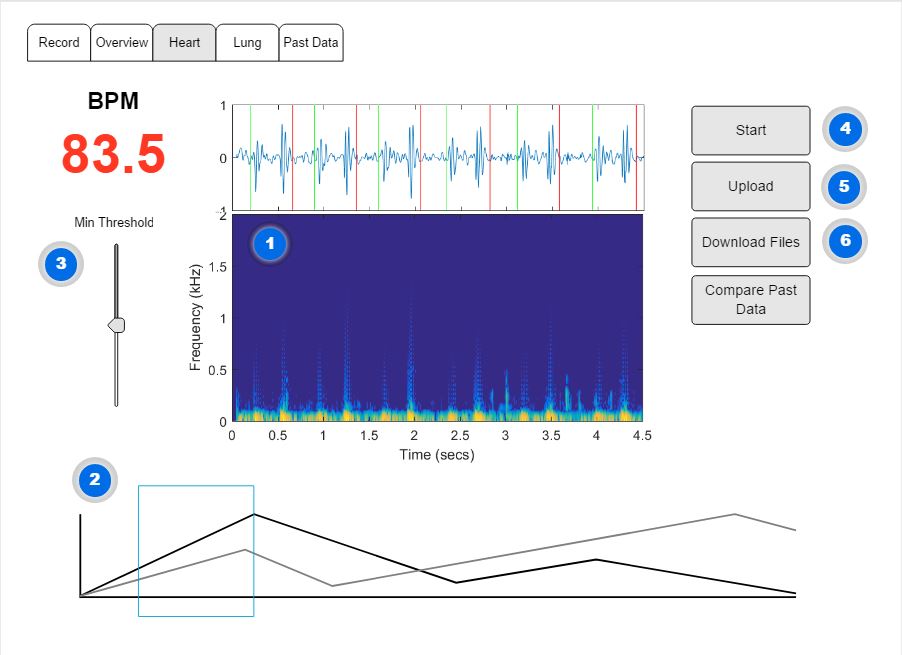 Record Overview Heart Lung Past Data
BPM
83.5
Min Threshold
3
1
0
-1
2
1.5
1
0.5
0
Frequency (kHz)
1
0 0.5 1 1.5 2 2.5 3 3.5 4 4.5
Time (secs)
Start
4
Upload
5
Download Files
6
Compare Past
Data
2